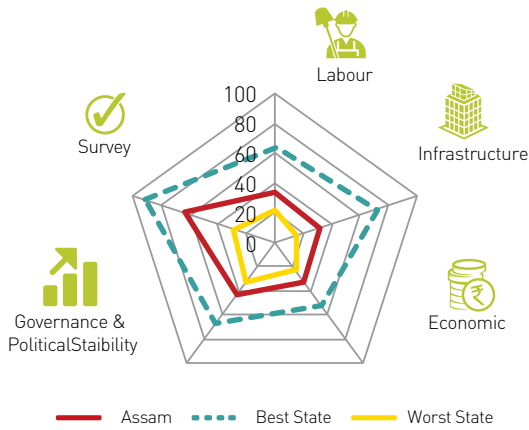 Labour
100
80
60
40
20
0
Survey
Infrastructure
Governance &
PoliticalStaibility
₹
Economic
Assam
Best State
Worst State